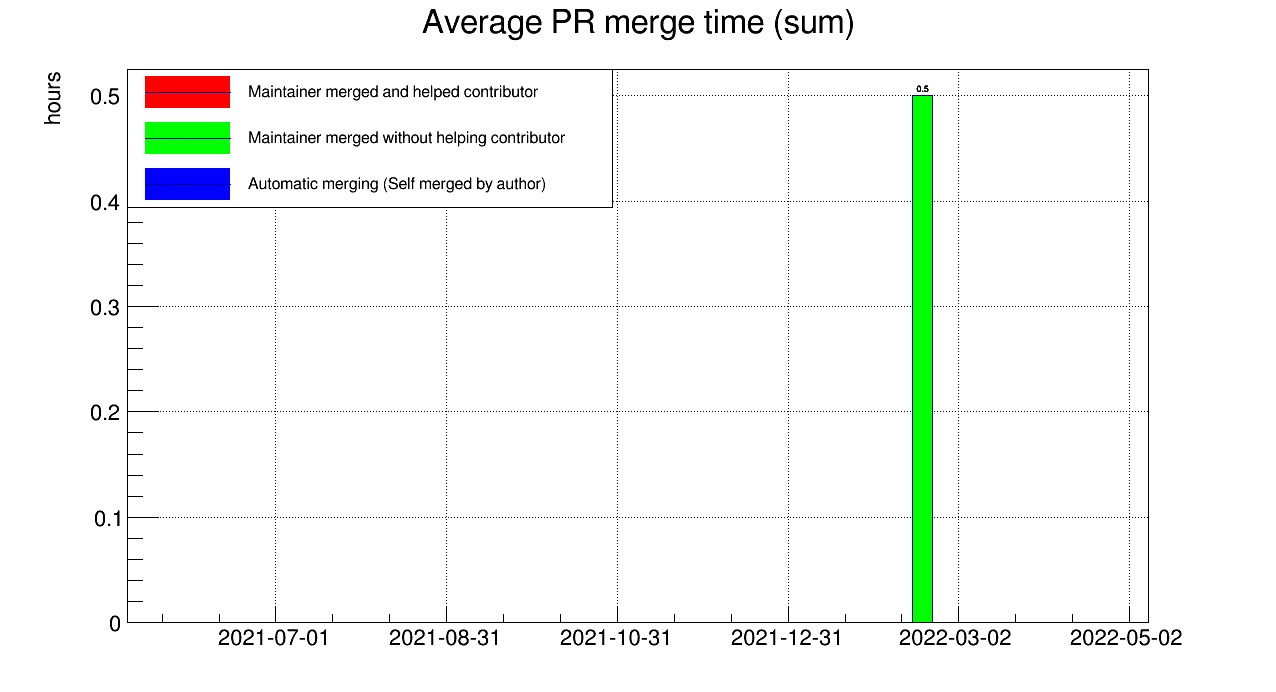 Average PR merge time (sum)
hours
Maintainer merged and helped contributor
Maintainer merged without helping contributor
Automatic merging (Self merged by author)
0.5
0.5
0.4
0.3
0.2
0.1
0
2021-07-01
2021-08-31
2021-10-31
2021-12-31
2022-03-02
2022-05-02